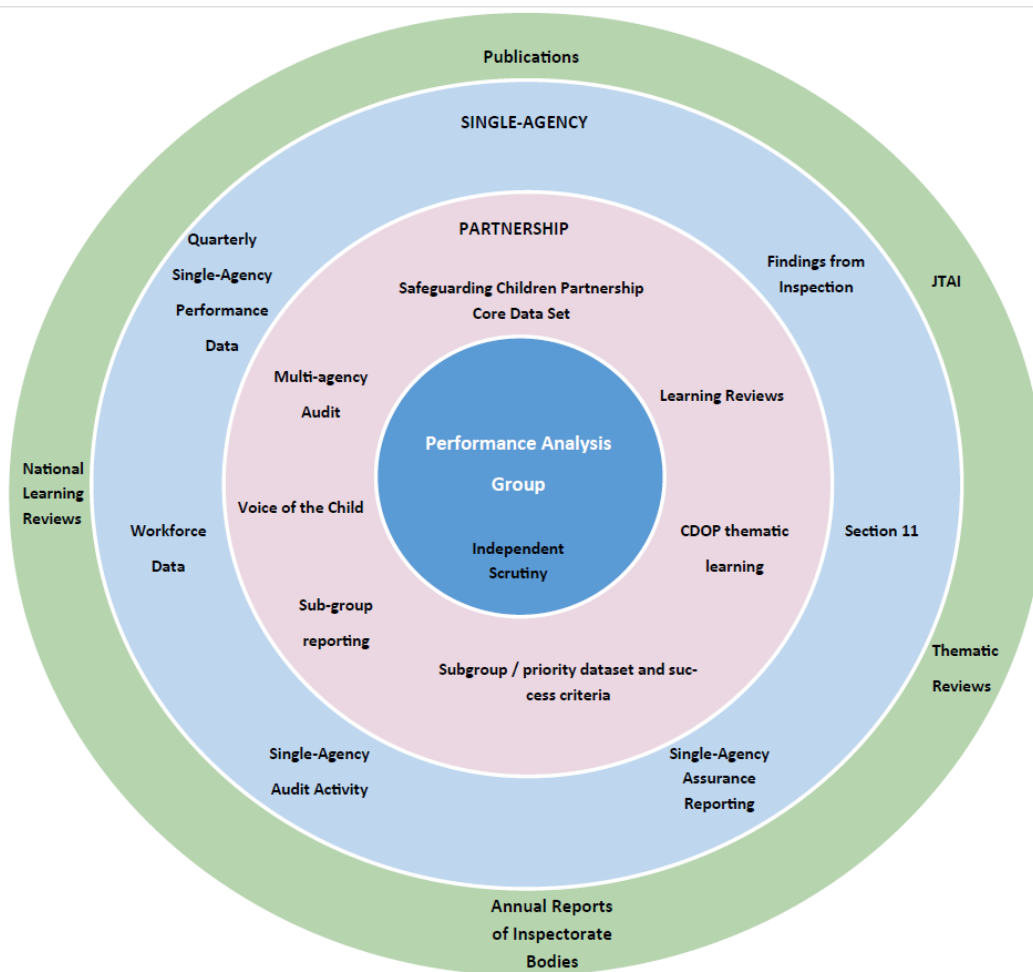 Publications
SINGLE-AGENCY
Quarterly
Single-Agency
Performance
Data
PARTNERSHIP
Findings from
Inspection
JTAI
Safeguarding Children Partnership
Core Data Set
Multi-agency
Audit
Learning Reviews
Performance Analysis
Group
National
Learning
Reviews
Voice of the Child
Workforce
Data
Independent
Scrutiny
CDOP thematic
learning
Section 11
Sub-group
reporting
Subgroup / priority dataset and suc-
cess criteria
Thematic
Reviews
Single-Agency
Audit Activity
Single-Agency
Assurance
Reporting
Annual Reports
of Inspectorate
Bodies